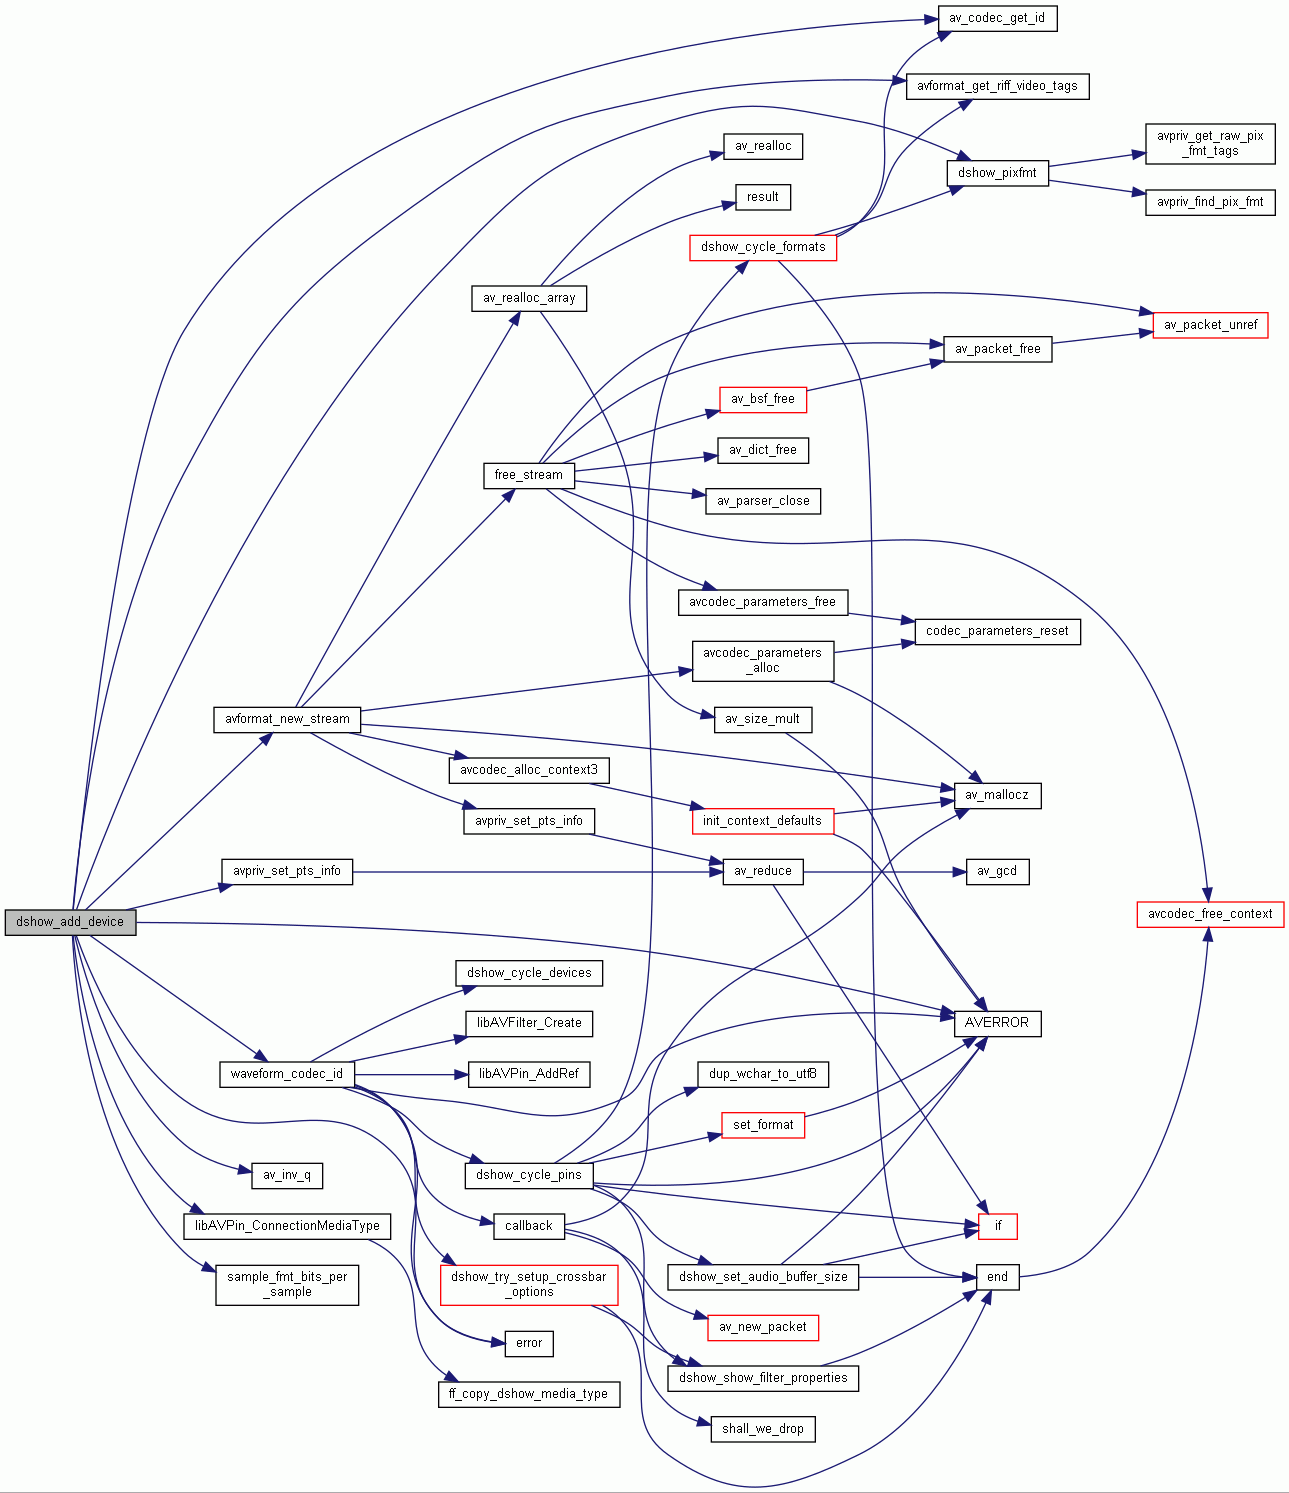 av_codec_get_id
avformat_get_riff_video_tags
avpriv_get_raw_pix
_fmt_tags
av_realloc
dshow_pixfmt
result
avpriv_find_pix_fmt
dshow_cycle_formats
av_realloc_array
av_packet_unref
av_packet_free
av_bsf_free
av_dict_free
free_stream
av_parser_close
avcodec_parameters_free
codec_parameters_reset
avcodec_parameters
_alloc
avformat_new_stream
av_size_mult
avcodec_alloc_context3
av_mallocz
avpriv_set_pts_info
init_context_defaults
avpriv_set_pts_info
av_reduce
av_gcd
dshow_add_device
avcodec_free_context
dshow_cycle_devices
libAVFilter_Create
AVERROR
waveform_codec_id
libAVPin_AddRef
dup_wchar_to_utf8
set_format
av_inv_q
dshow_cycle_pins
libAVPin_ConnectionMediaType
callback
if
sample_fmt_bits_per
_sample
dshow_try_setup_crossbar
_options
dshow_set_audio_buffer_size
end
av_new_packet
error
dshow_show_filter_properties
ff_copy_dshow_media_type
shall_we_drop